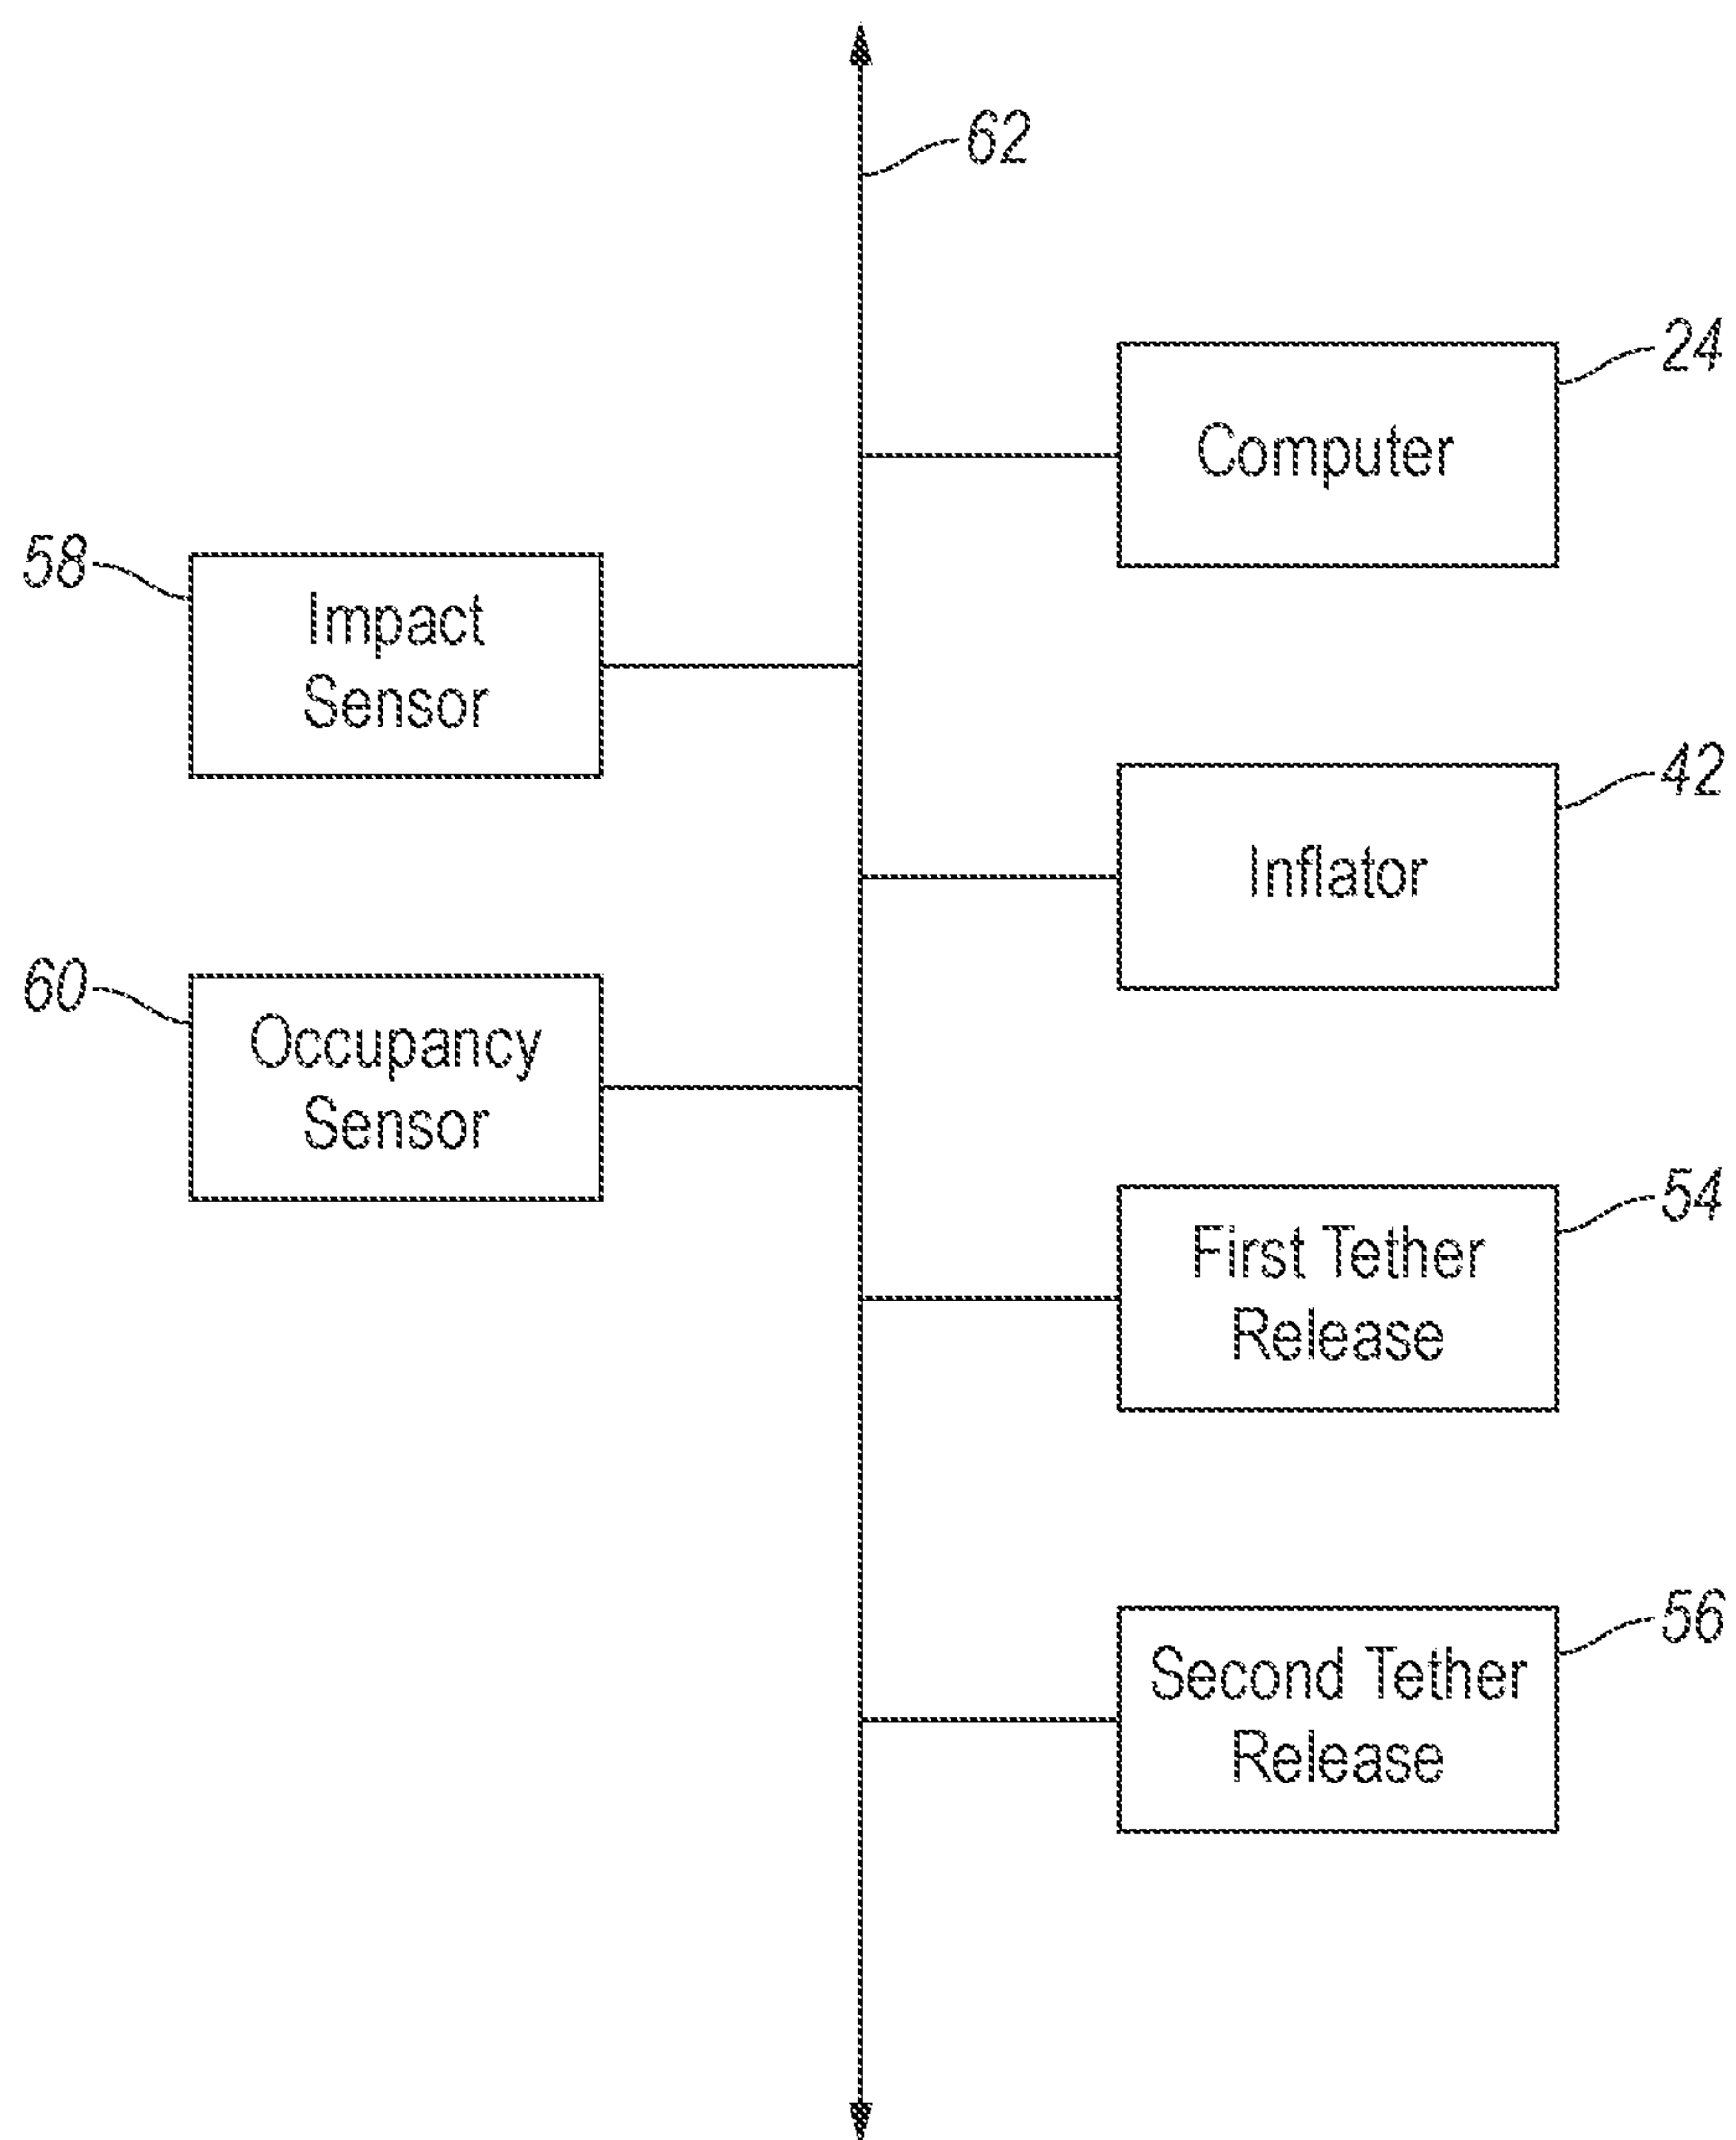 62
24
Computer
58
Impact
Sensor
42
Inflator
60
Occupancy
Sensor
54
First Tether
Release
56
Second Tether
Release